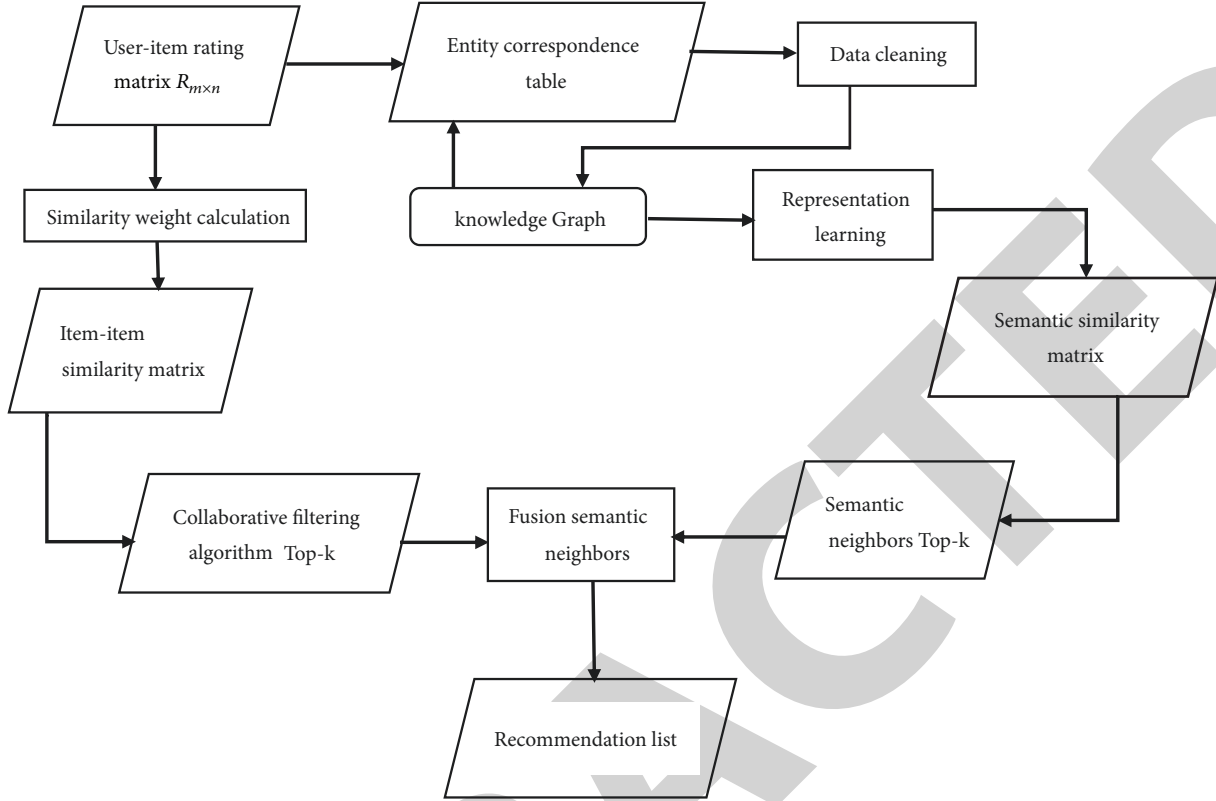 User-item rating
matrix R_{m×n}
Entity correspondence
table
Data cleaning
Similarity weight calculation
knowledge Graph
Representation
learning
Item-item
similarity matrix
Semantic similarity
matrix
Collaborative filtering
algorithm Top-k
Fusion semantic
neighbors
Semantic
neighbors Top-k
Recommendation list